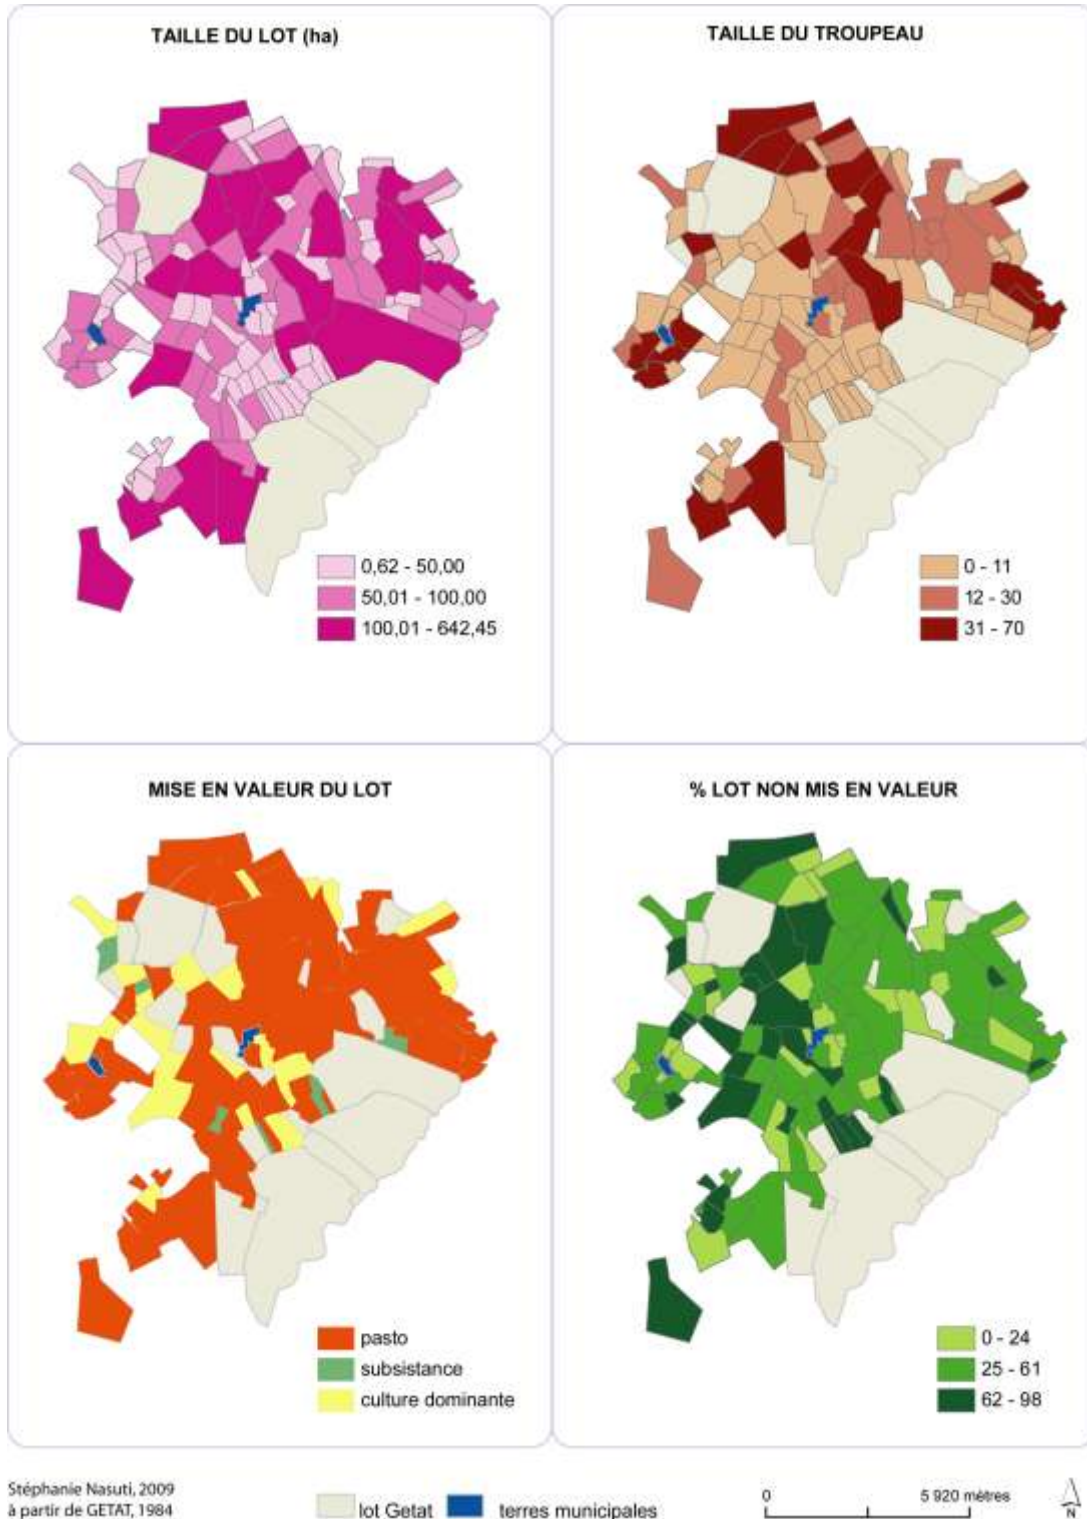 TAILLE DU LOT (ha)
0,62 - 50,00
50,01 - 100,00
100,01 - 642,45
TAILLE DU TROUPEAU
0 - 11
12 - 30
31 - 70
MISE EN VALEUR DU LOT
pasto
subsistance
culture dominante
% LOT NON MIS EN VALEUR
0 - 24
25 - 61
62 - 98
Stéphanie Nasuti, 2009
à partir de GETAT, 1984
lot Getat
terres municipales
0 5 920 mètres
N